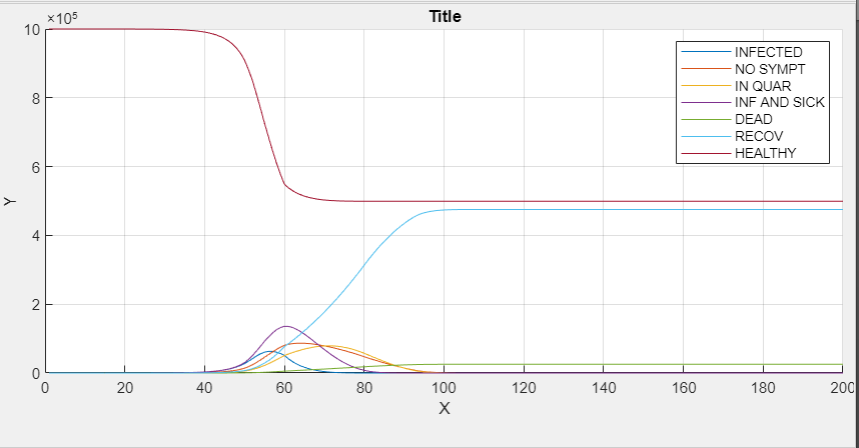 ×10⁵
Title
10
8
6
4
2
0
Y
INFECTED
NO SYMPT
IN QUAR
INF AND SICK
DEAD
RECOV
HEALTHY
0 20 40 60 80 100 120 140 160 180 200
X